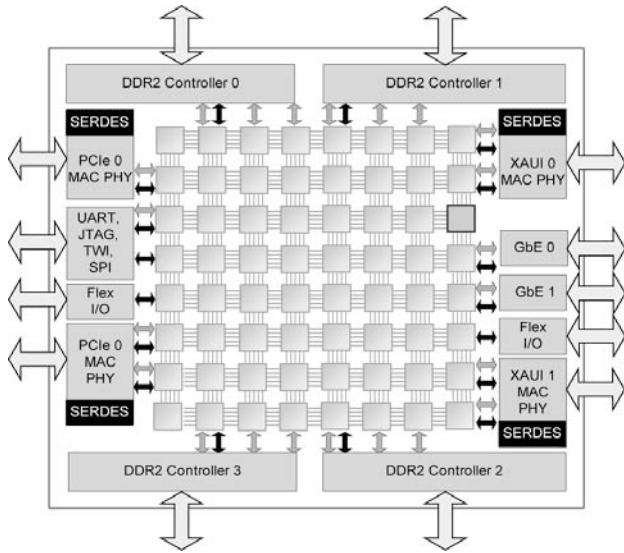 DDR2 Controller 0
DDR2 Controller 1
SERDES
PCIe 0
MAC PHY
UART,
JTAG,
TWI,
SPI
Flex
I/O
PCIe 0
MAC
PHY
SERDES
SERDES
XAUI 0
MAC PHY
GbE 0
GbE 1
Flex
I/O
XAUI 1
MAC
PHY
SERDES
DDR2 Controller 3
DDR2 Controller 2